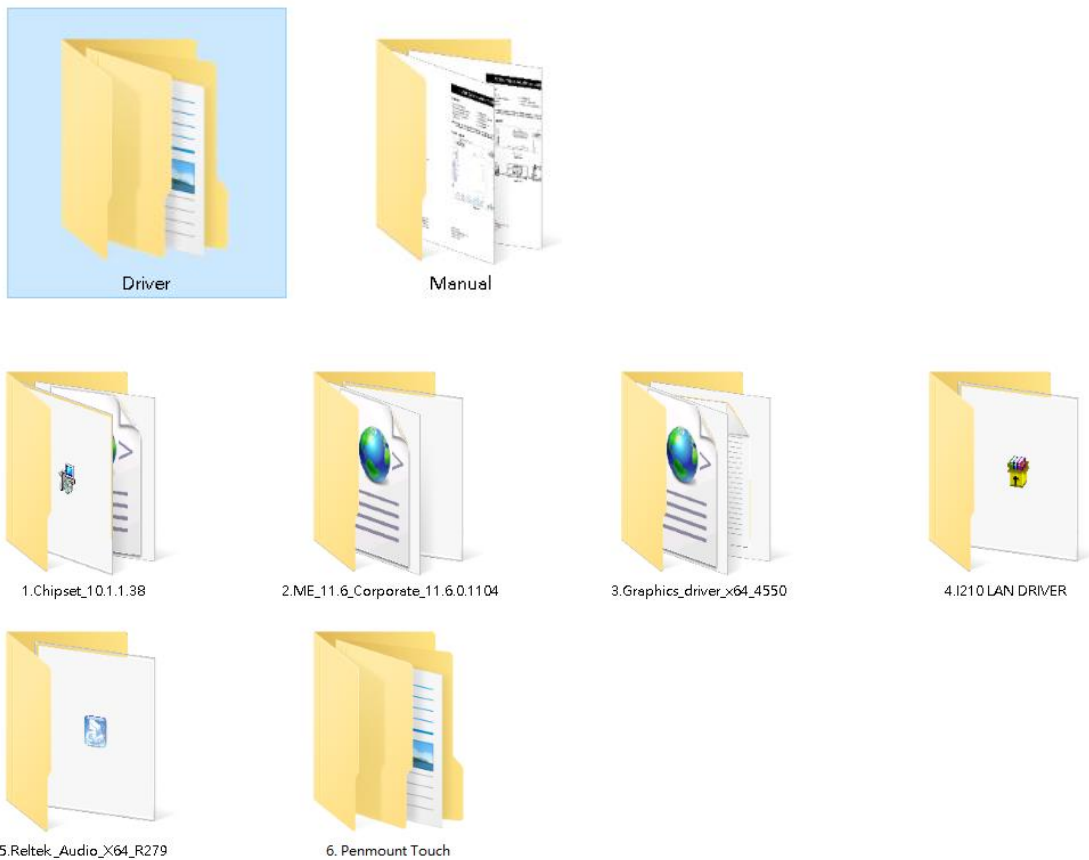 Driver
Manual
1.Chipset_10.1.1.38
2.ME_11.6_Corporate_11.6.0.1104
3.Graphics_driver_x64_4550
4.I210 LAN DRIVER
5.Reltek_Audio_X64_R279
6. Penmount Touch